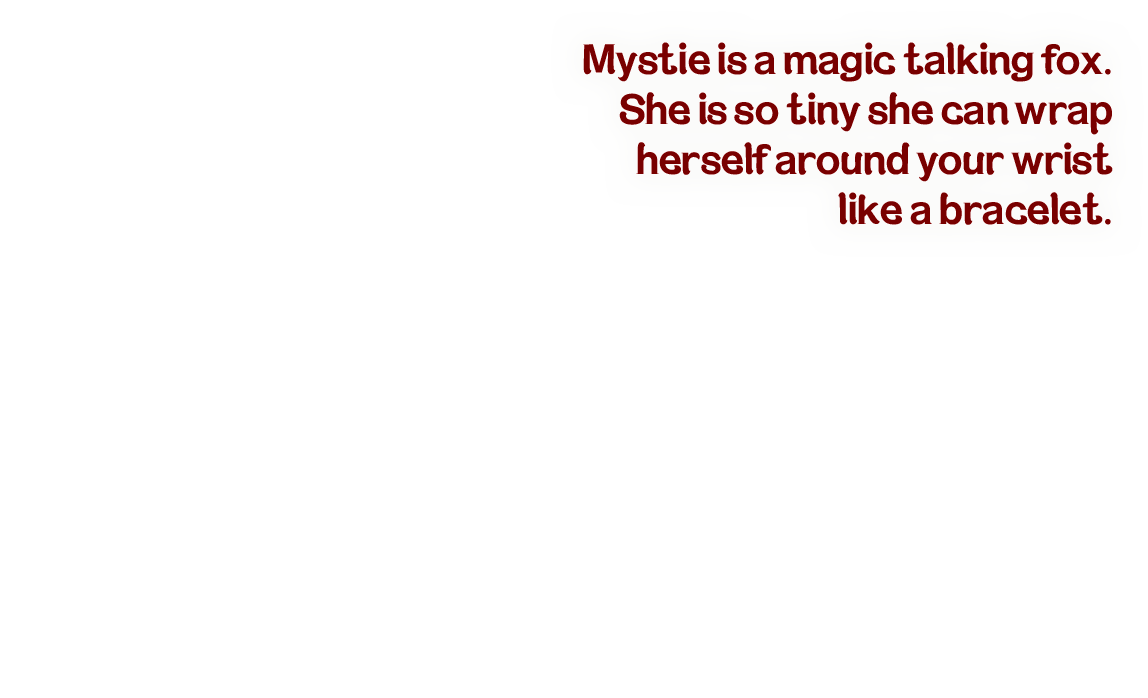 Mystie is a magic talking fox.
She is so tiny she can wrap
herself around your wrist
like a bracelet.